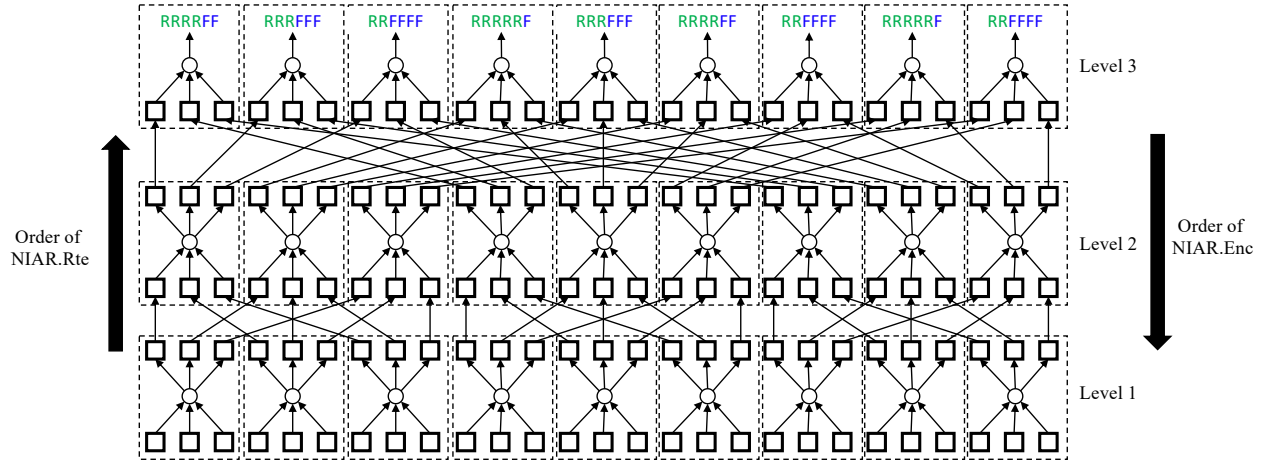 RRRRFF RRRFFF RRFFFF RRRRRF RRRFFF RRRRFF RRFFFF RRRRRF RRFFFF
Level 3
Order of
NIAR.Rte
Level 2
Order of
NIAR.Enc
Level 1